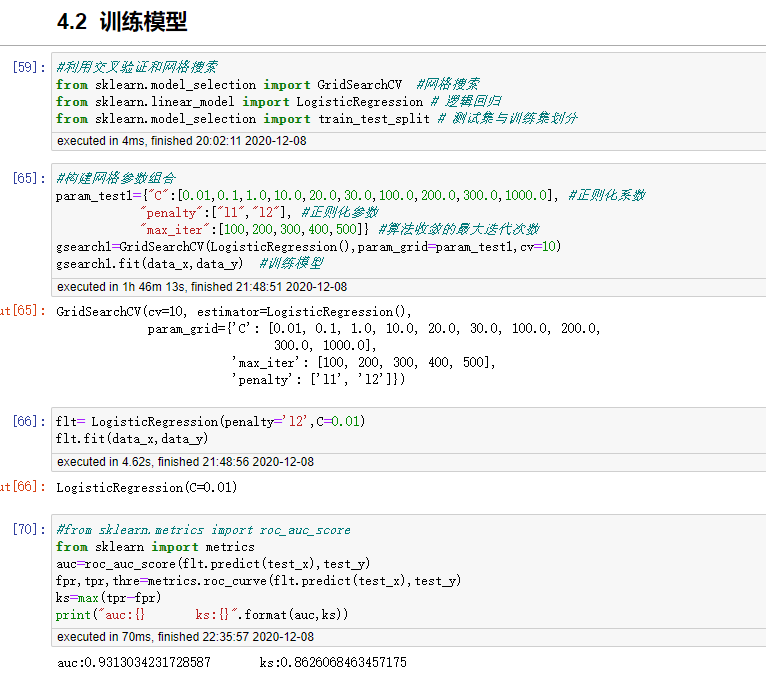 4.2 训练模型
[59]: #利用交叉验证和网格搜索
from sklearn.model_selection import GridSearchCV  #网格搜索
from sklearn.linear_model import LogisticRegression # 逻辑回归
from sklearn.model_selection import train_test_split # 测试集与训练集划分
executed in 4ms, finished 20:02:11 2020-12-08
[65]: #构建网格参数组合
param_test1={"C":[0.01,0.1,1.0,10.0,20.0,30.0,100.0,200.0,300.0,1000.0], #正则化系数
"penalty":["l1","l2"], #正则化参数
"max_iter":[100,200,300,400,500]} #算法收敛的最大迭代次数
gsearch1=GridSearchCV(LogisticRegression(),param_grid=param_test1,cv=10)
gsearch1.fit(data_x,data_y)  #训练模型
executed in 1h 46m 13s, finished 21:48:51 2020-12-08
ut[65]: GridSearchCV(cv=10, estimator=LogisticRegression(),
param_grid={'C': [0.01, 0.1, 1.0, 10.0, 20.0, 30.0, 100.0, 200.0,
300.0, 1000.0],
'max_iter': [100, 200, 300, 400, 500],
'penalty': ['l1', 'l2']})
[66]: flt= LogisticRegression(penalty='l2',C=0.01)
flt.fit(data_x,data_y)
executed in 4.62s, finished 21:48:56 2020-12-08
ut[66]: LogisticRegression(C=0.01)
[70]: #from sklearn.metrics import roc_auc_score
from sklearn import metrics
auc=roc_auc_score(flt.predict(test_x),test_y)
fpr,tpr,thre=metrics.roc_curve(flt.predict(test_x),test_y)
ks=max(tpr-fpr)
print("auc:{}      ks:{}".format(auc,ks))
executed in 70ms, finished 22:35:57 2020-12-08
auc:0.9313034231728587      ks:0.8626068463457175